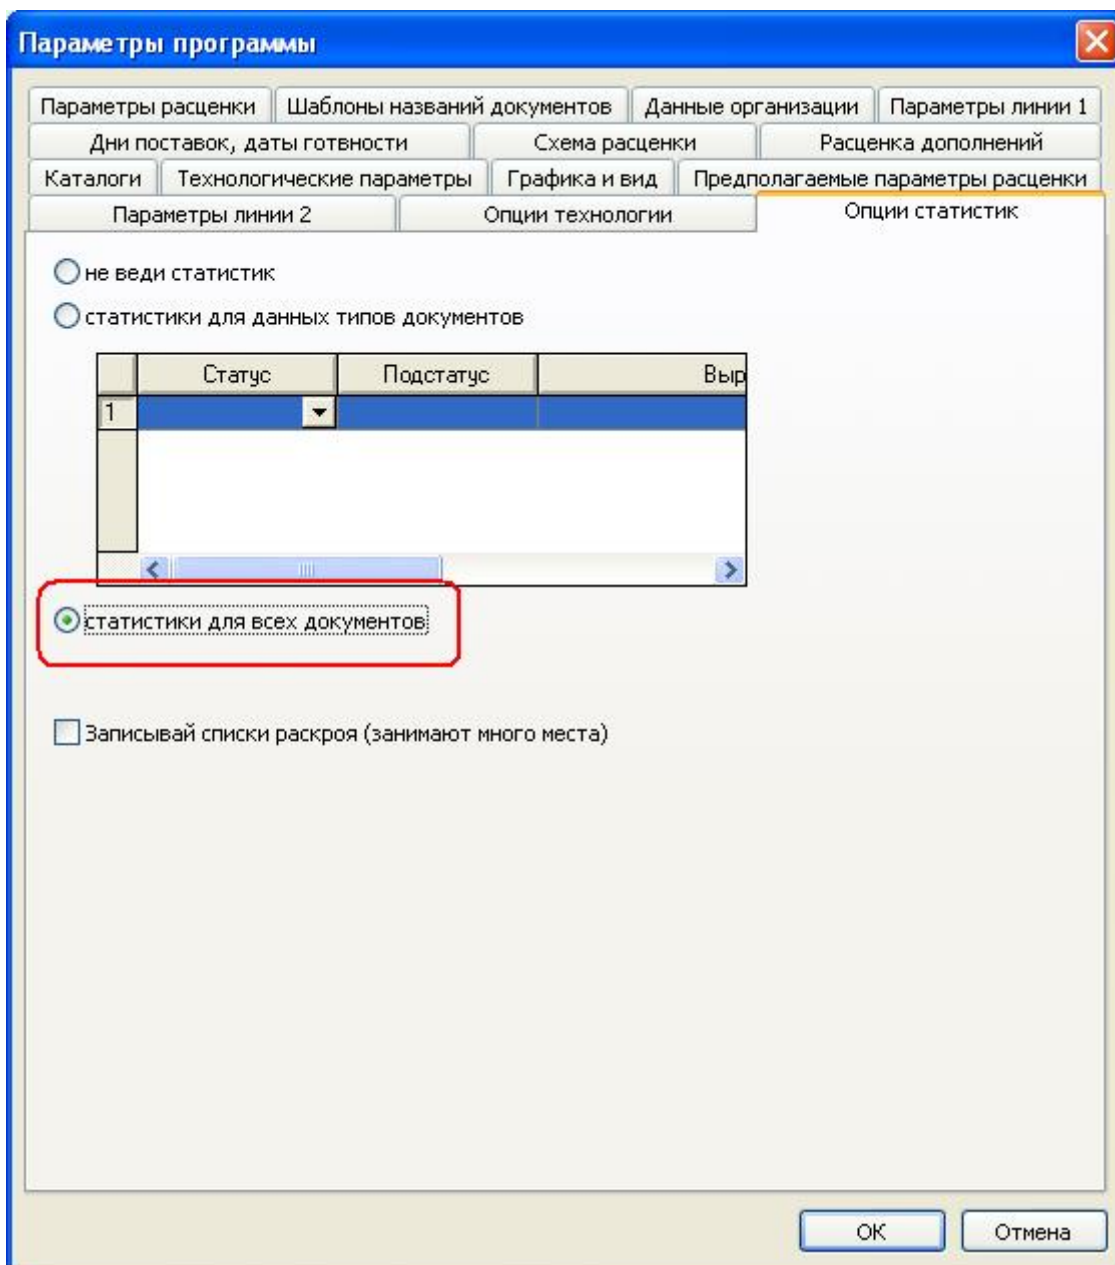 Параметры программы
Параметры расценки Шаблоны названий документов Данные организации Параметры линии 1
Дни поставок, даты готвности Схема расценки Расценка дополнений
Каталоги Технологические параметры Графика и вид Предполагаемые параметры расценки
Параметры линии 2 Опции технологии Опции статистик
не веди статистик
статистики для данных типов документов
Статус Подстатус Выр
1
статистики для всех документов
Записывай списки раскроя (занимают много места)
OK Отмена